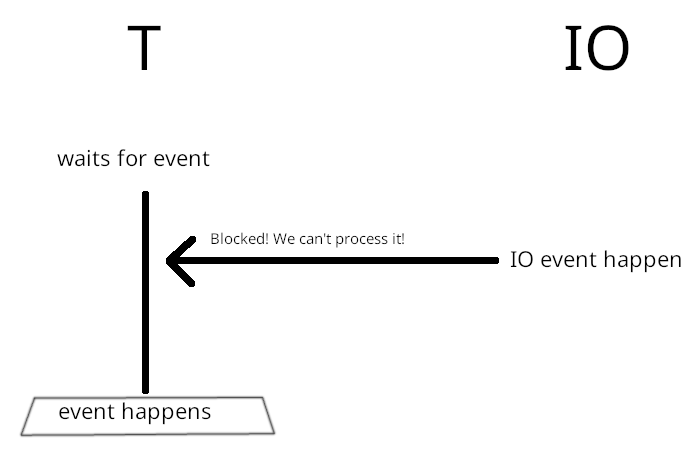 T
IO
waits for event
Blocked! We can't process it!
IO event happen
event happens